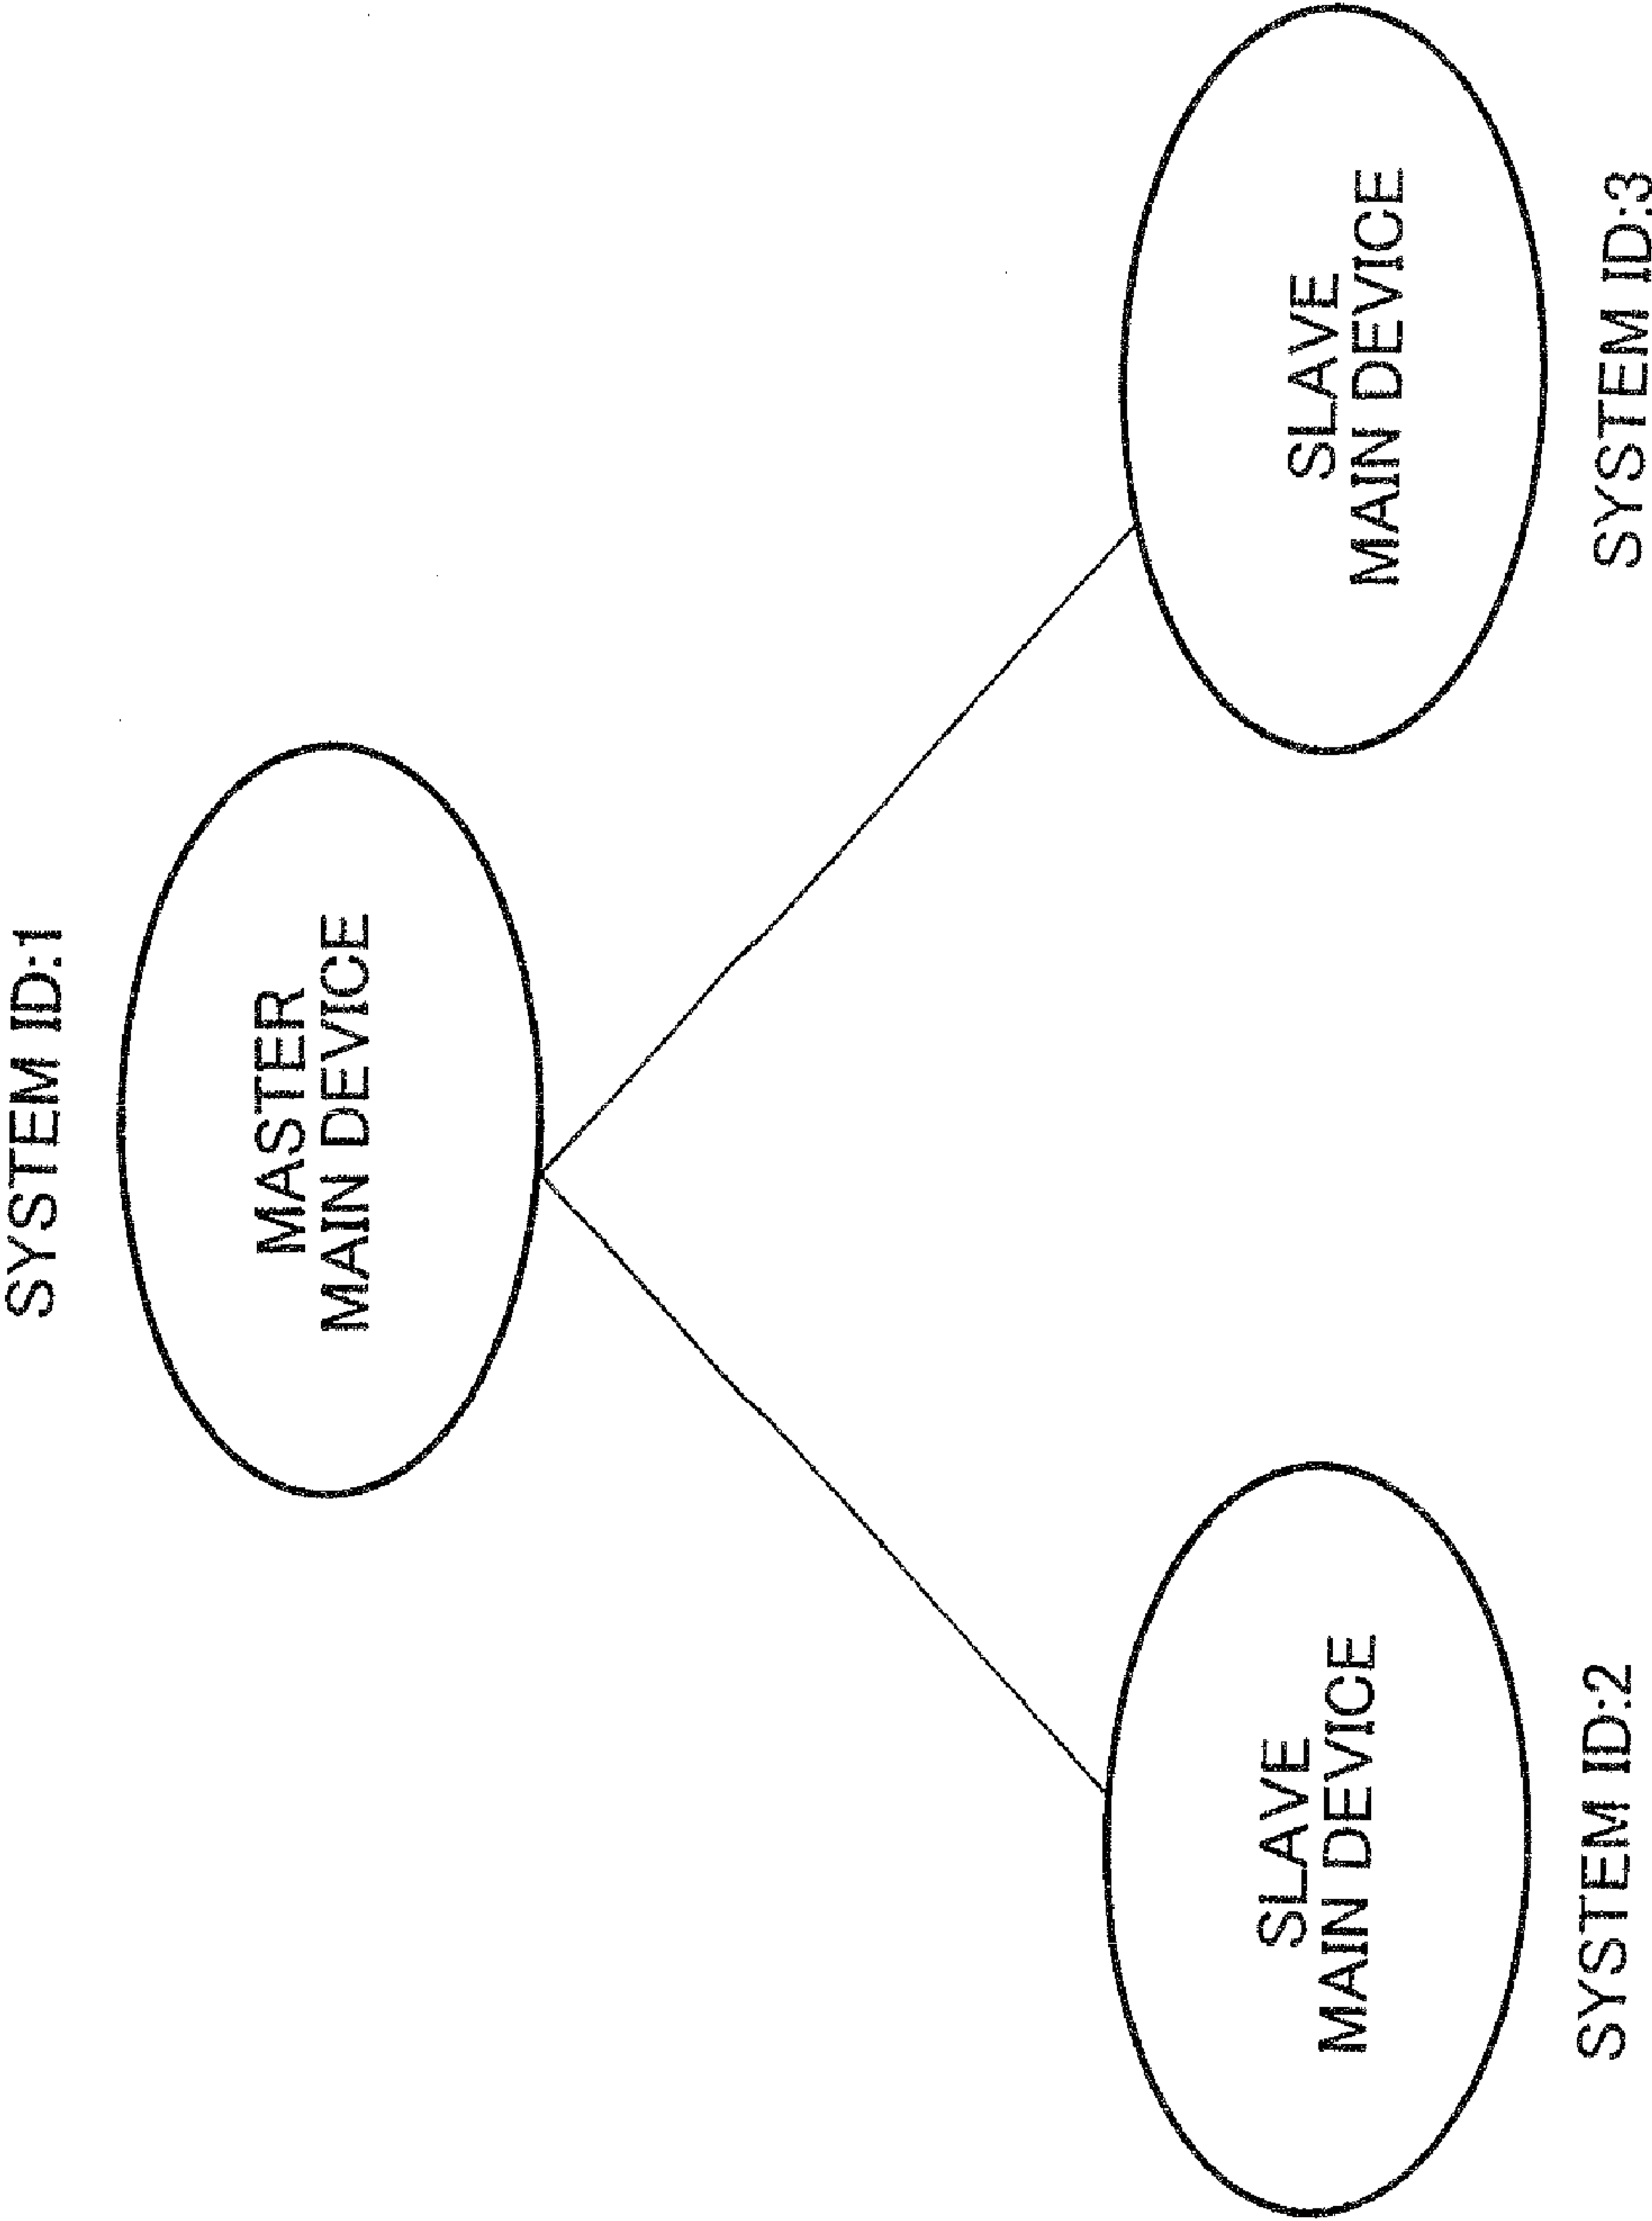 SYSTEM ID:1
MASTER
MAIN DEVICE
SLAVE
MAIN DEVICE
SYSTEM ID:2
SLAVE
MAIN DEVICE
SYSTEM ID:3